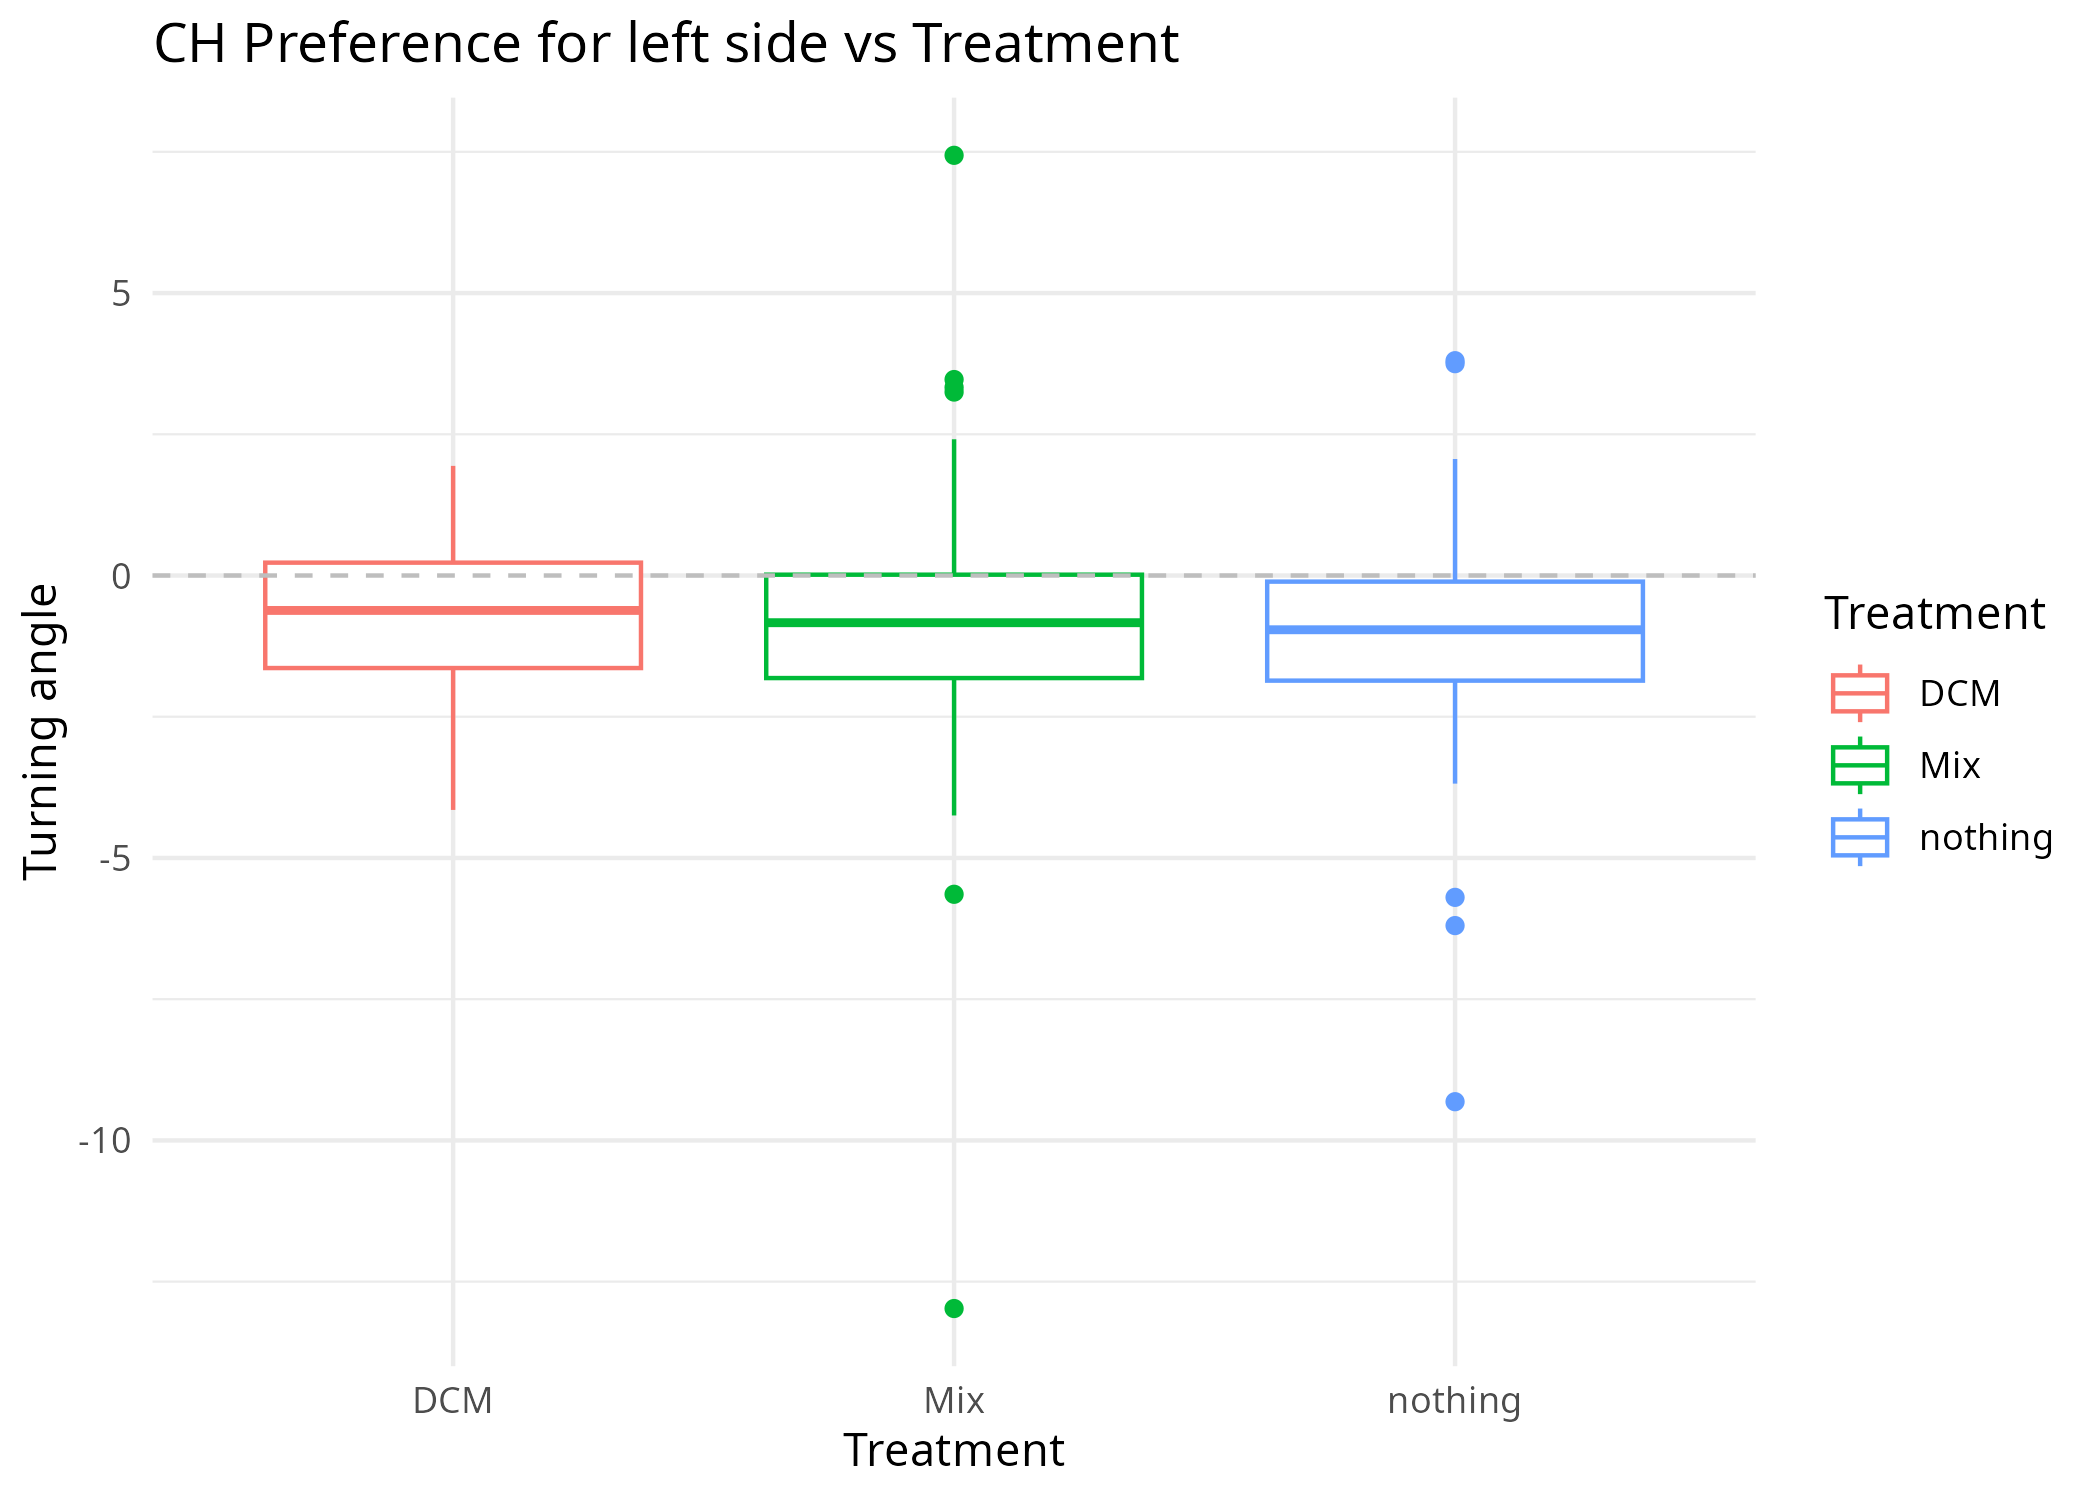 CH Preference for left side vs Treatment
Turning angle
5
0
-5
-10
DCM
Mix
nothing
Treatment
Treatment
DCM
Mix
nothing